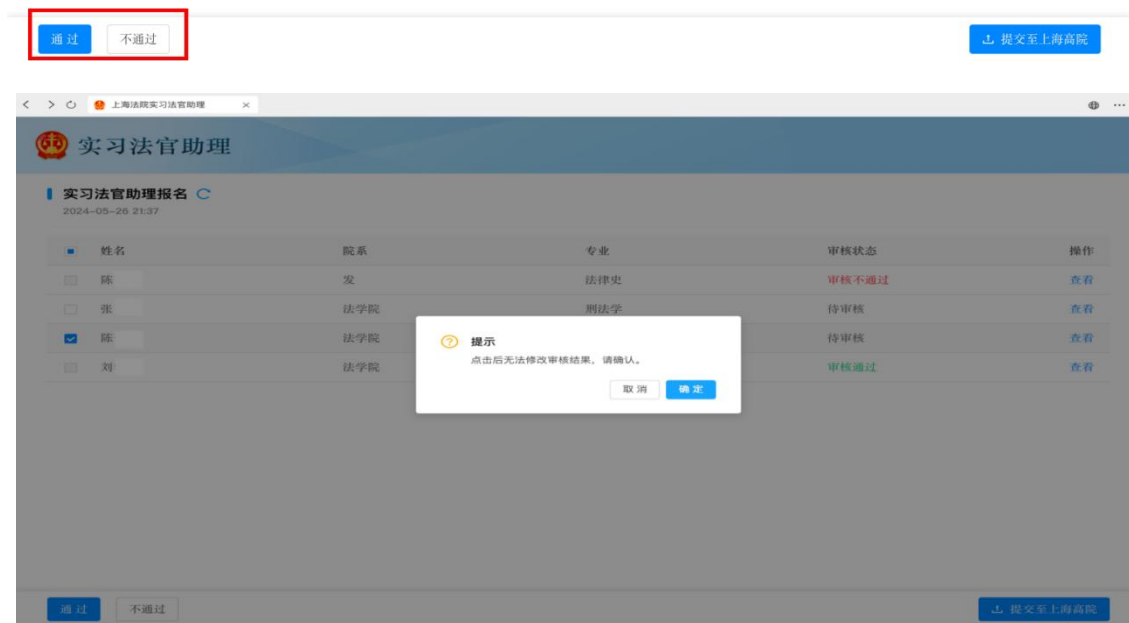 通过 不通过 提交至上海高院
上海法院实习法官助理
实习法官助理
实习法官助理报名
2024-05-26 21:37
姓名 院系 专业 审核状态 操作
陈 发 法律史 审核不通过 查看
张 法学院 刑法学 待审核 查看
陈 法学院 待审核 查看
刘 法学院 审核通过 查看
提示
点击后无法修改审核结果，请确认。
取消 确定
通过 不通过 提交至上海高院